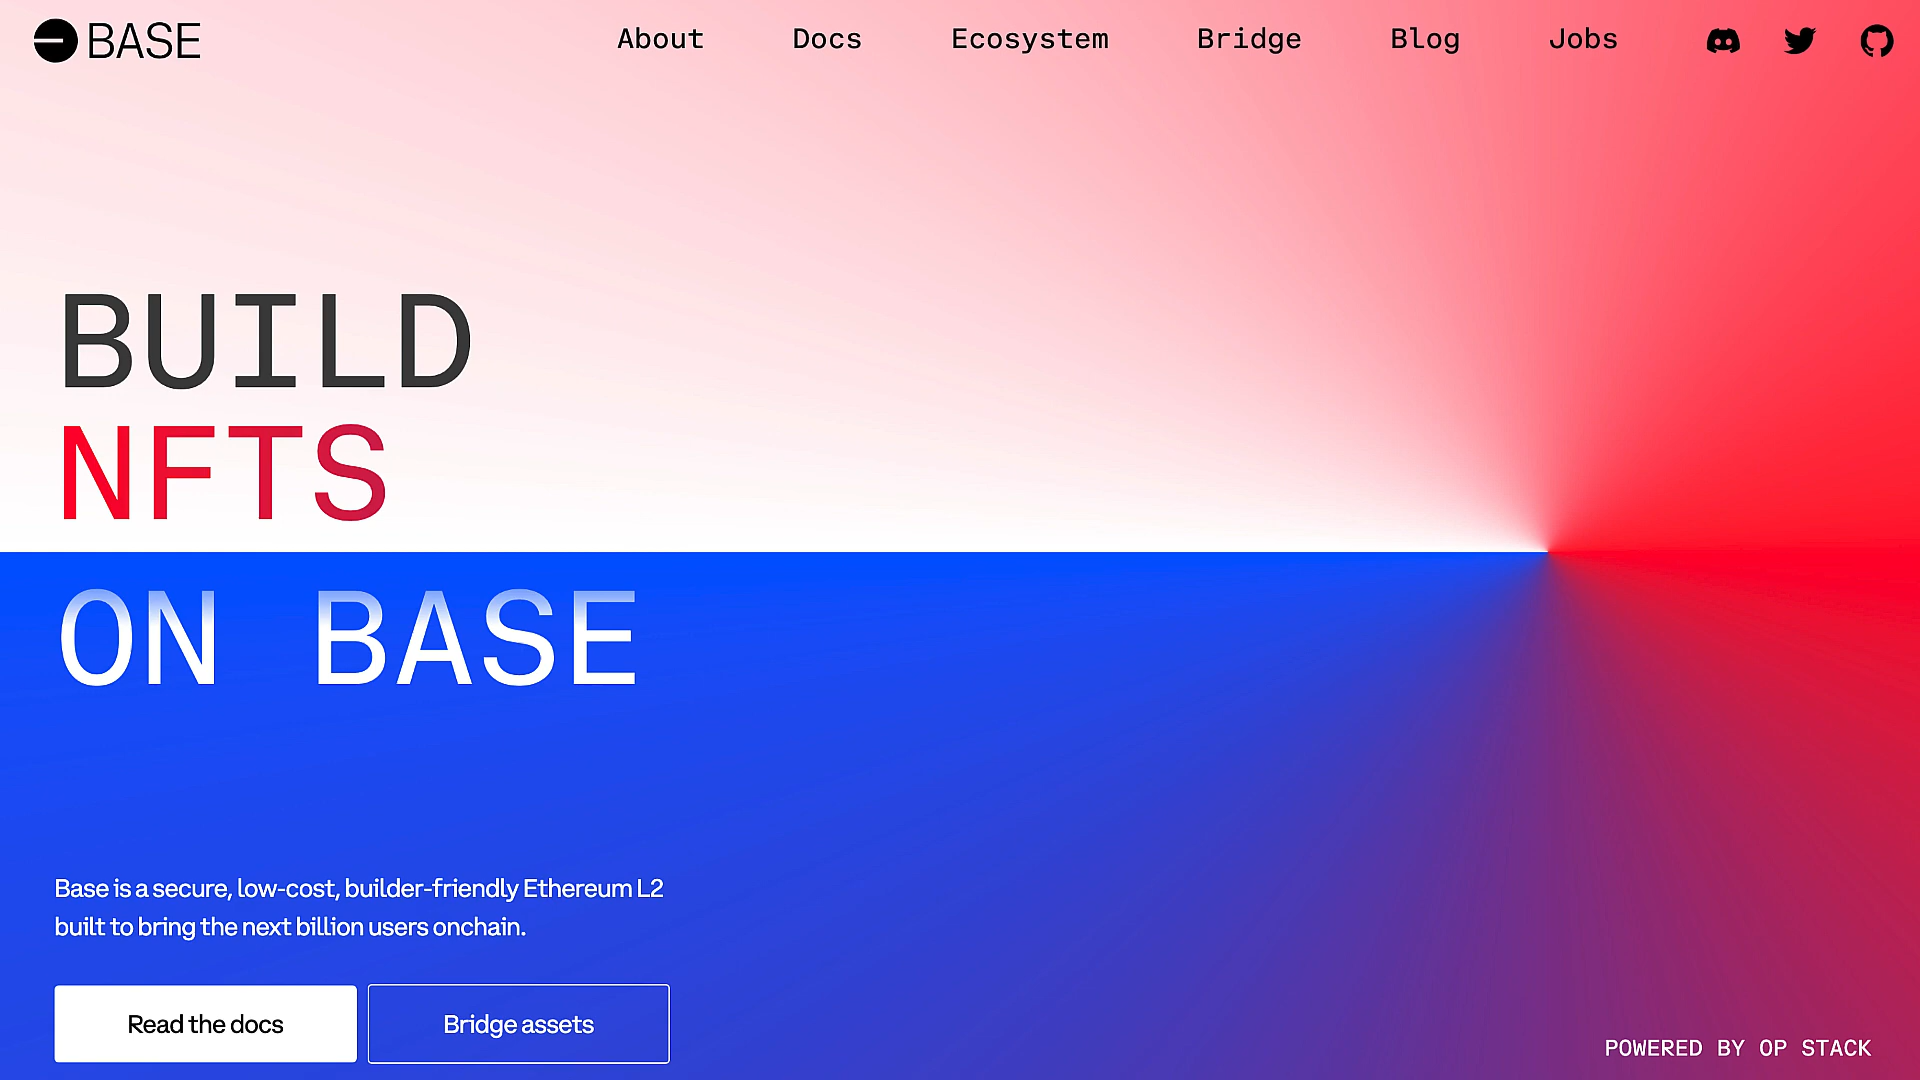 BASE
About Docs Ecosystem Bridge Blog Jobs
BUILD
NFTS
ON BASE
Base is a secure, low-cost, builder-friendly Ethereum L2
built to bring the next billion users onchain.
Read the docs
Bridge assets
POWERED BY OP STACK